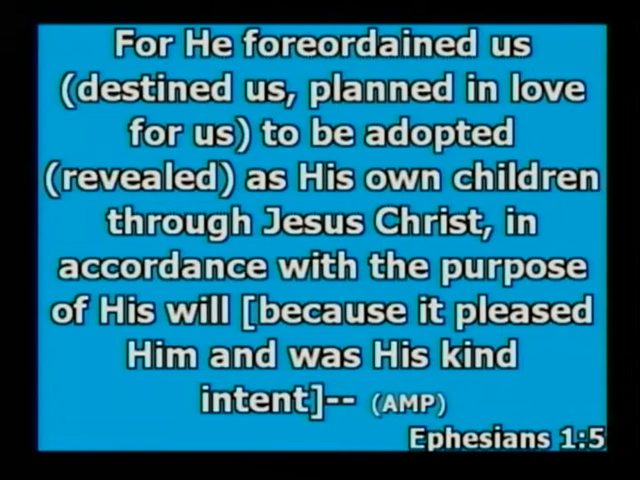 For He foreordained us
(destined us, planned in love
for us) to be adopted
(revealed) as His own children
through Jesus Christ, in
accordance with the purpose
of His will [because it pleased
Him and was His kind
intent]-- (AMP)
Ephesians 1:5